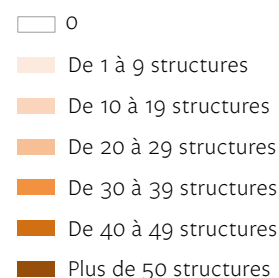 0
De 1 à 9 structures
De 10 à 19 structures
De 20 à 29 structures
De 30 à 39 structures
De 40 à 49 structures
Plus de 50 structures